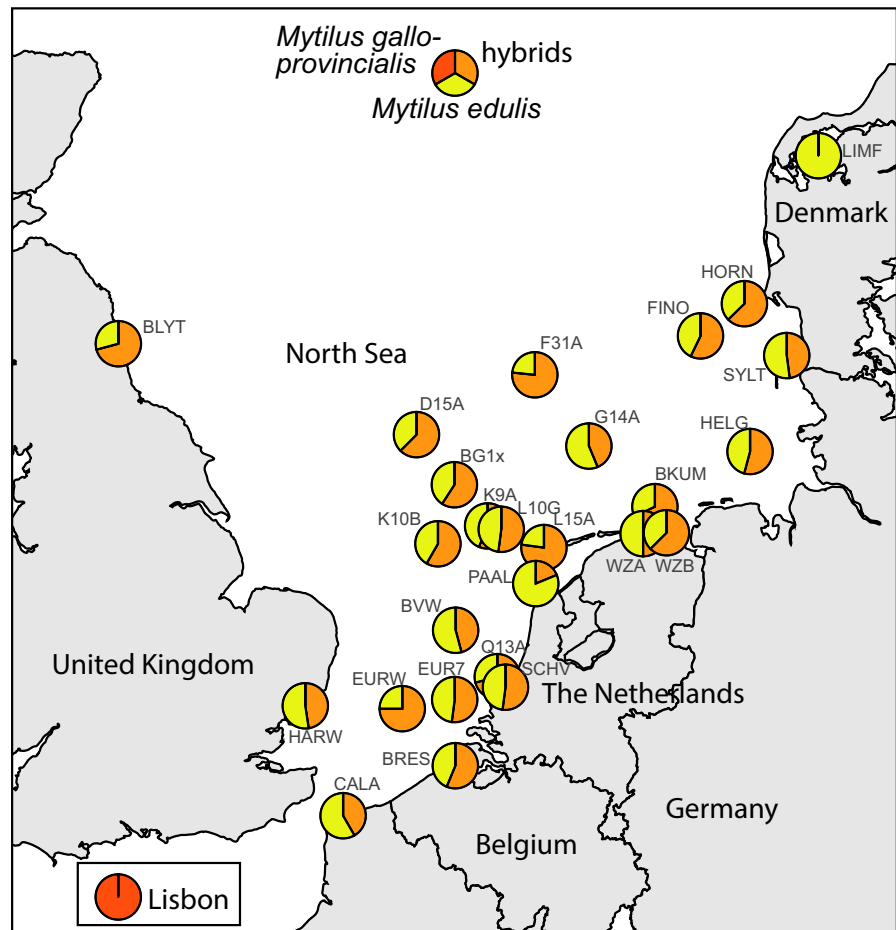 Mytilus gallo-
provincialis
hybrids
Mytilus edulis
LIMF
Denmark
HORN
FINO
BLYT
North Sea
F31A
SYLT
D15A
G14A
HELG
BG1x
BKUM
K9A
L10G
K10B
L15A
WZA
WZB
PAAL
BVW
Q13A
United Kingdom
EURW
EUR7
SCHV
The Netherlands
HARW
BRES
CALA
Germany
Belgium
Lisbon